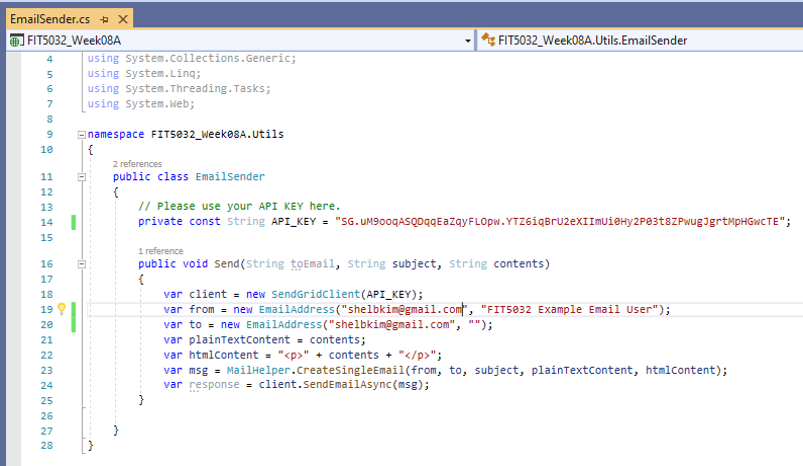 EmailSender.cs
FIT5032_Week08A FIT5032_Week08A.Utils.EmailSender
4 using System.Collections.Generic;
5 using System.Linq;
6 using System.Threading.Tasks;
7 using System.Web;
8
9 namespace FIT5032_Week08A.Utils
10 {
2 references
11 public class EmailSender
12 {
13 // Please use your API KEY here.
14 private const String API_KEY = "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";
15
1 reference
16 public void Send(String toEmail, String subject, String contents)
17 {
18 var client = new SendGridClient(API_KEY);
19 var from = new EmailAddress("shelbkim@gmail.com", "FIT5032 Example Email User");
20 var to = new EmailAddress("shelbkim@gmail.com", "");
21 var plainTextContent = contents;
22 var htmlContent = "<p>" + contents + "</p>";
23 var msg = MailHelper.CreateSingleEmail(from, to, subject, plainTextContent, htmlContent);
24 var response = client.SendEmailAsync(msg);
25 }
26
27 }
28 }